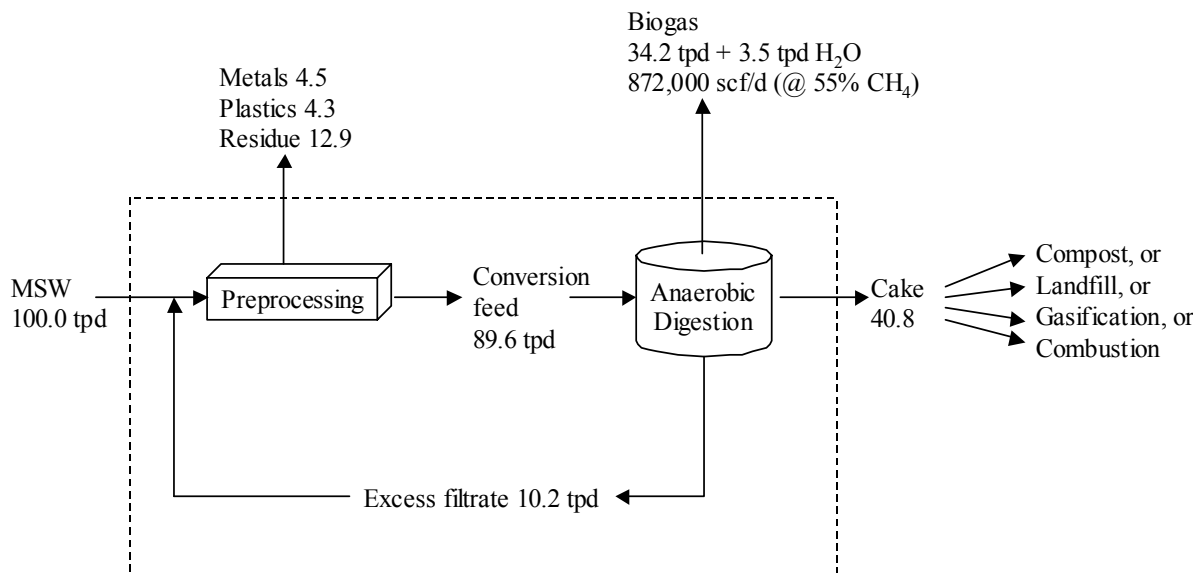 Biogas
34.2 tpd + 3.5 tpd H₂O
872,000 scf/d (@ 55% CH₄)
Metals 4.5
Plastics 4.3
Residue 12.9
MSW
100.0 tpd
Preprocessing
Conversion
feed
89.6 tpd
Anaerobic
Digestion
Cake
40.8
Compost, or
Landfill, or
Gasification, or
Combustion
Excess filtrate 10.2 tpd